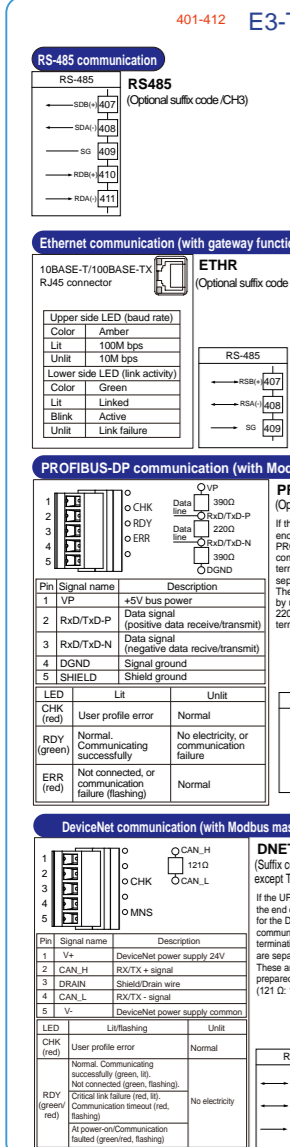 401-412 E3-T
RS-485 communication
RS-485
RS485
(Optional suffix code /CH3)
SDB(+) 407
SDA(-) 408
SG 409
RDB(+) 410
RDA(-) 411
Ethernet communication (with gateway functi
10BASE-T/100BASE-TX
RJ45 connector
ETHR
(Optional suffix code
Upper side LED (baud rate)
Color Amber
Lit 100M bps
Unlit 10M bps
Lower side LED (link activity)
Color Green
Lit Linked
Blink Active
Unlit Link failure
RS-485
RSB(+) 407
RSA(-) 408
SG 409
PROFIBUS-DP communication (with Mod
1
2
3
4
5
CHK
RDY
ERR
VP
390Ω
Data line RxD/TxD-P
220Ω
Data line RxD/TxD-N
390Ω
DGND
(Op
If th
PRO
com
term
sepa
The
by u
220
term
Pin Signal name Description
1 VP +5V bus power
2 RxD/TxD-P Data signal
(positive data receive/transmit)
3 RxD/TxD-N Data signal
(negative data recive/transmit)
4 DGND Signal ground
5 SHIELD Shield ground
LED Lit Unlit
CHK
(red) User profile error Normal
RDY
(green) Normal.
Communicating
successfully No electricity, or
communication
failure
ERR
(red) Not connected, or
communication
failure (flashing) Normal
DeviceNet communication (with Modbus mas
1
2
3
4
5
CHK
MNS
CAN_H
121Ω
CAN_L
DNET
(Suffix c
except T
If the UP
the end o
for the D
commun
terminati
are sepa
These ar
prepared
(121 Ω:
Pin Signal name Description
1 V+ DeviceNet power supply 24V
2 CAN_H RX/TX + signal
3 DRAIN Shield/Drain wire
4 CAN_L RX/TX - signal
5 V- DeviceNet power supply common
LED Lit/flashing Unlit
CHK
(red) User profile error Normal
RDY
(green/
red) Normal. Communicating
successfully (green, lit).
Not connected (green, flashing).
Critical link failure (red, lit).
Communication timeout (red,
flashing)
At power-on/Communication
faulted (green/red, flashing)
No electricity
R